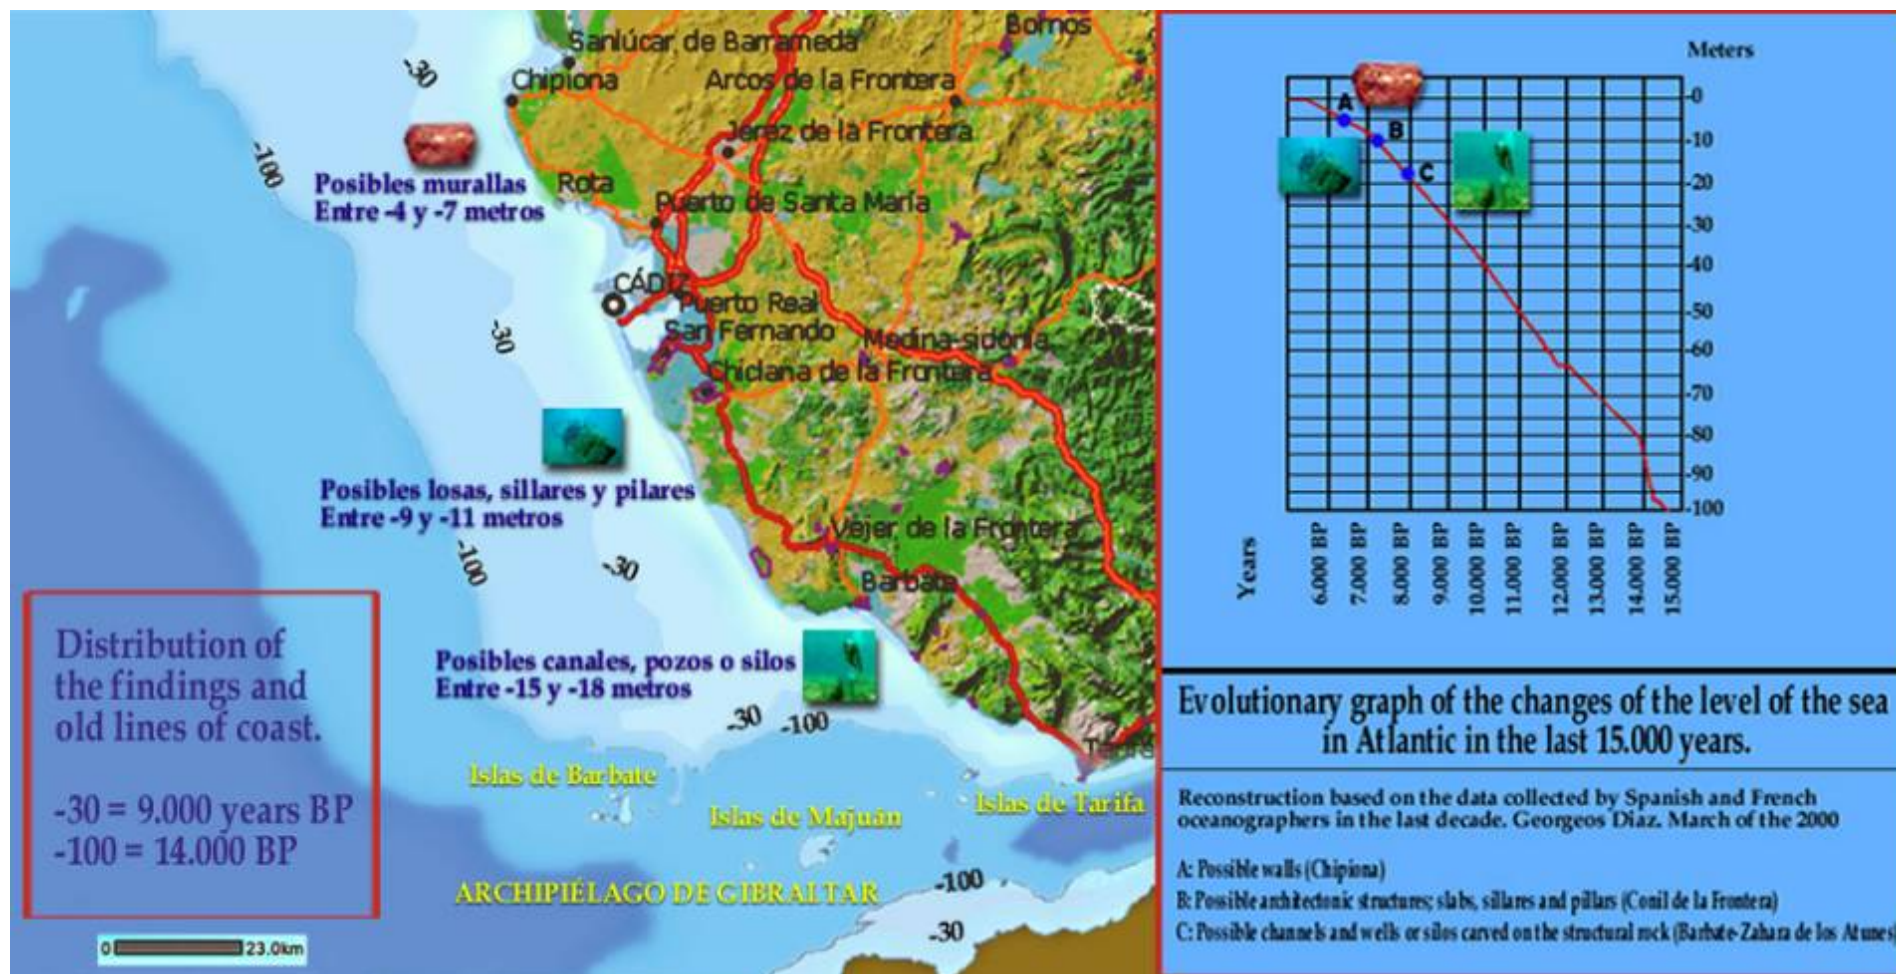 -30
Sanlúcar de Barrameda
Bornos
Chipiona
Arcos de la Frontera
Jerez de la Frontera
-100
Posibles murallas
Entre -4 y -7 metros
Rota
Puerto de Santa María
CÁDIZ
Puerto Real
San Fernando
-30
Medina-sidonia
Chiclana de la Frontera
Posibles losas, sillares y pilares
Entre -9 y -11 metros
Vejer de la Frontera
-100
-30
Barbate
Posibles canales, pozos o silos
Entre -15 y -18 metros
-30
-100
Tarifa
Islas de Barbate
Islas de Majuán
Islas de Tarifa
ARCHIPIÉLAGO DE GIBRALTAR
-100
-30
Distribution of
the findings and
old lines of coast.
-30 = 9.000 years BP
-100 = 14.000 BP
0 23.0km
Meters
A
B
C
-0
-10
-20
-30
-40
-50
-60
-70
-80
-90
-100
Years
6.000 BP
7.000 BP
8.000 BP
9.000 BP
10.000 BP
11.000 BP
12.000 BP
13.000 BP
14.000 BP
15.000 BP
Evolutionary graph of the changes of the level of the sea
in Atlantic in the last 15.000 years.
Reconstruction based on the data collected by Spanish and French
oceanographers in the last decade. Georgeos Diaz. March of the 2000
A: Possible walls (Chipiona)
B: Possible architectonic structures; slabs, sillares and pillars (Conil de la Frontera)
C: Possible channels and wells or silos carved on the structural rock (Barbate-Zahara de los Atunes)